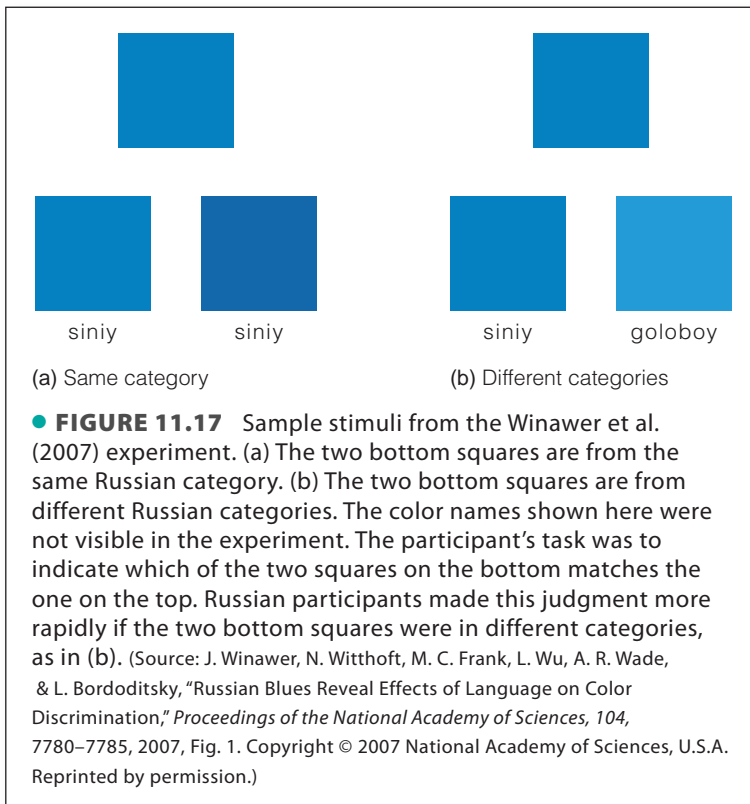 siniy siniy siniy goloboy
(a) Same category (b) Different categories
● FIGURE 11.17 Sample stimuli from the Winawer et al.
(2007) experiment. (a) The two bottom squares are from the
same Russian category. (b) The two bottom squares are from
different Russian categories. The color names shown here were
not visible in the experiment. The participant’s task was to
indicate which of the two squares on the bottom matches the
one on the top. Russian participants made this judgment more
rapidly if the two bottom squares were in different categories,
as in (b). (Source: J. Winawer, N. Witthoft, M. C. Frank, L. Wu, A. R. Wade,
& L. Bordoditsky, “Russian Blues Reveal Effects of Language on Color
Discrimination,” Proceedings of the National Academy of Sciences, 104,
7780–7785, 2007, Fig. 1. Copyright © 2007 National Academy of Sciences, U.S.A.
Reprinted by permission.)